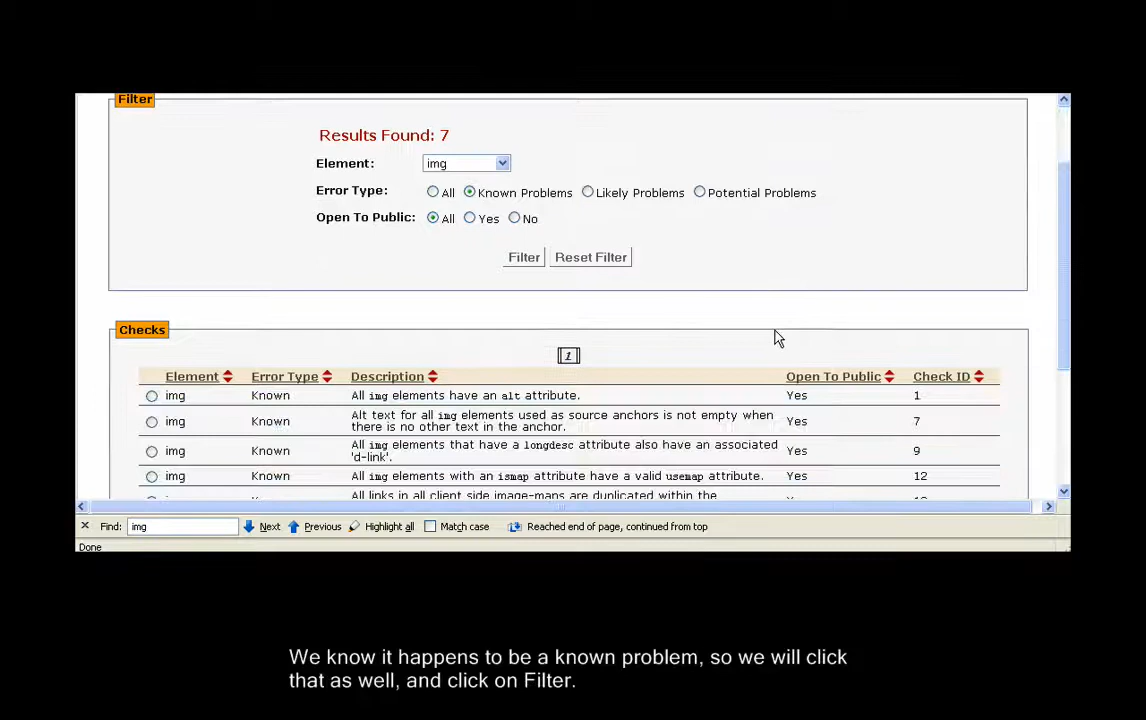 Filter
Results Found: 7
Element: img
Error Type: All Known Problems Likely Problems Potential Problems
Open To Public: All Yes No
Filter Reset Filter
Checks
1
Element Error Type Description Open To Public Check ID
img Known All img elements have an alt attribute. Yes 1
img Known Alt text for all img elements used as source anchors is not empty when Yes 7
there is no other text in the anchor.
img Known All img elements that have a longdesc attribute also have an associated Yes 9
'd-link'.
img Known All img elements with an ismap attribute have a valid usemap attribute. Yes 12
All links in all client side image-maps are duplicated within the
Find: img Next Previous Highlight all Match case Reached end of page, continued from top
Done
We know it happens to be a known problem, so we will click
that as well, and click on Filter.